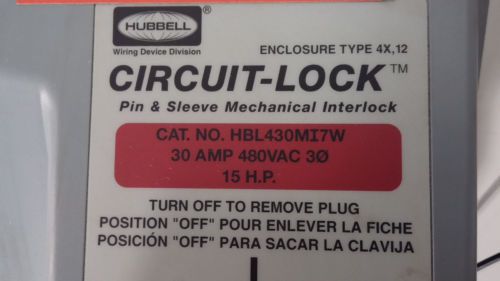 HUBBELL
Wiring Device Division
ENCLOSURE TYPE 4X,12
CIRCUIT-LOCK™
Pin & Sleeve Mechanical Interlock
CAT. NO. HBL430MI7W
30 AMP 480VAC 3Ø
15 H.P.
TURN OFF TO REMOVE PLUG
POSITION "OFF" POUR ENLEVER LA FICHE
POSICIÓN "OFF" PARA SACAR LA CLAVIJA